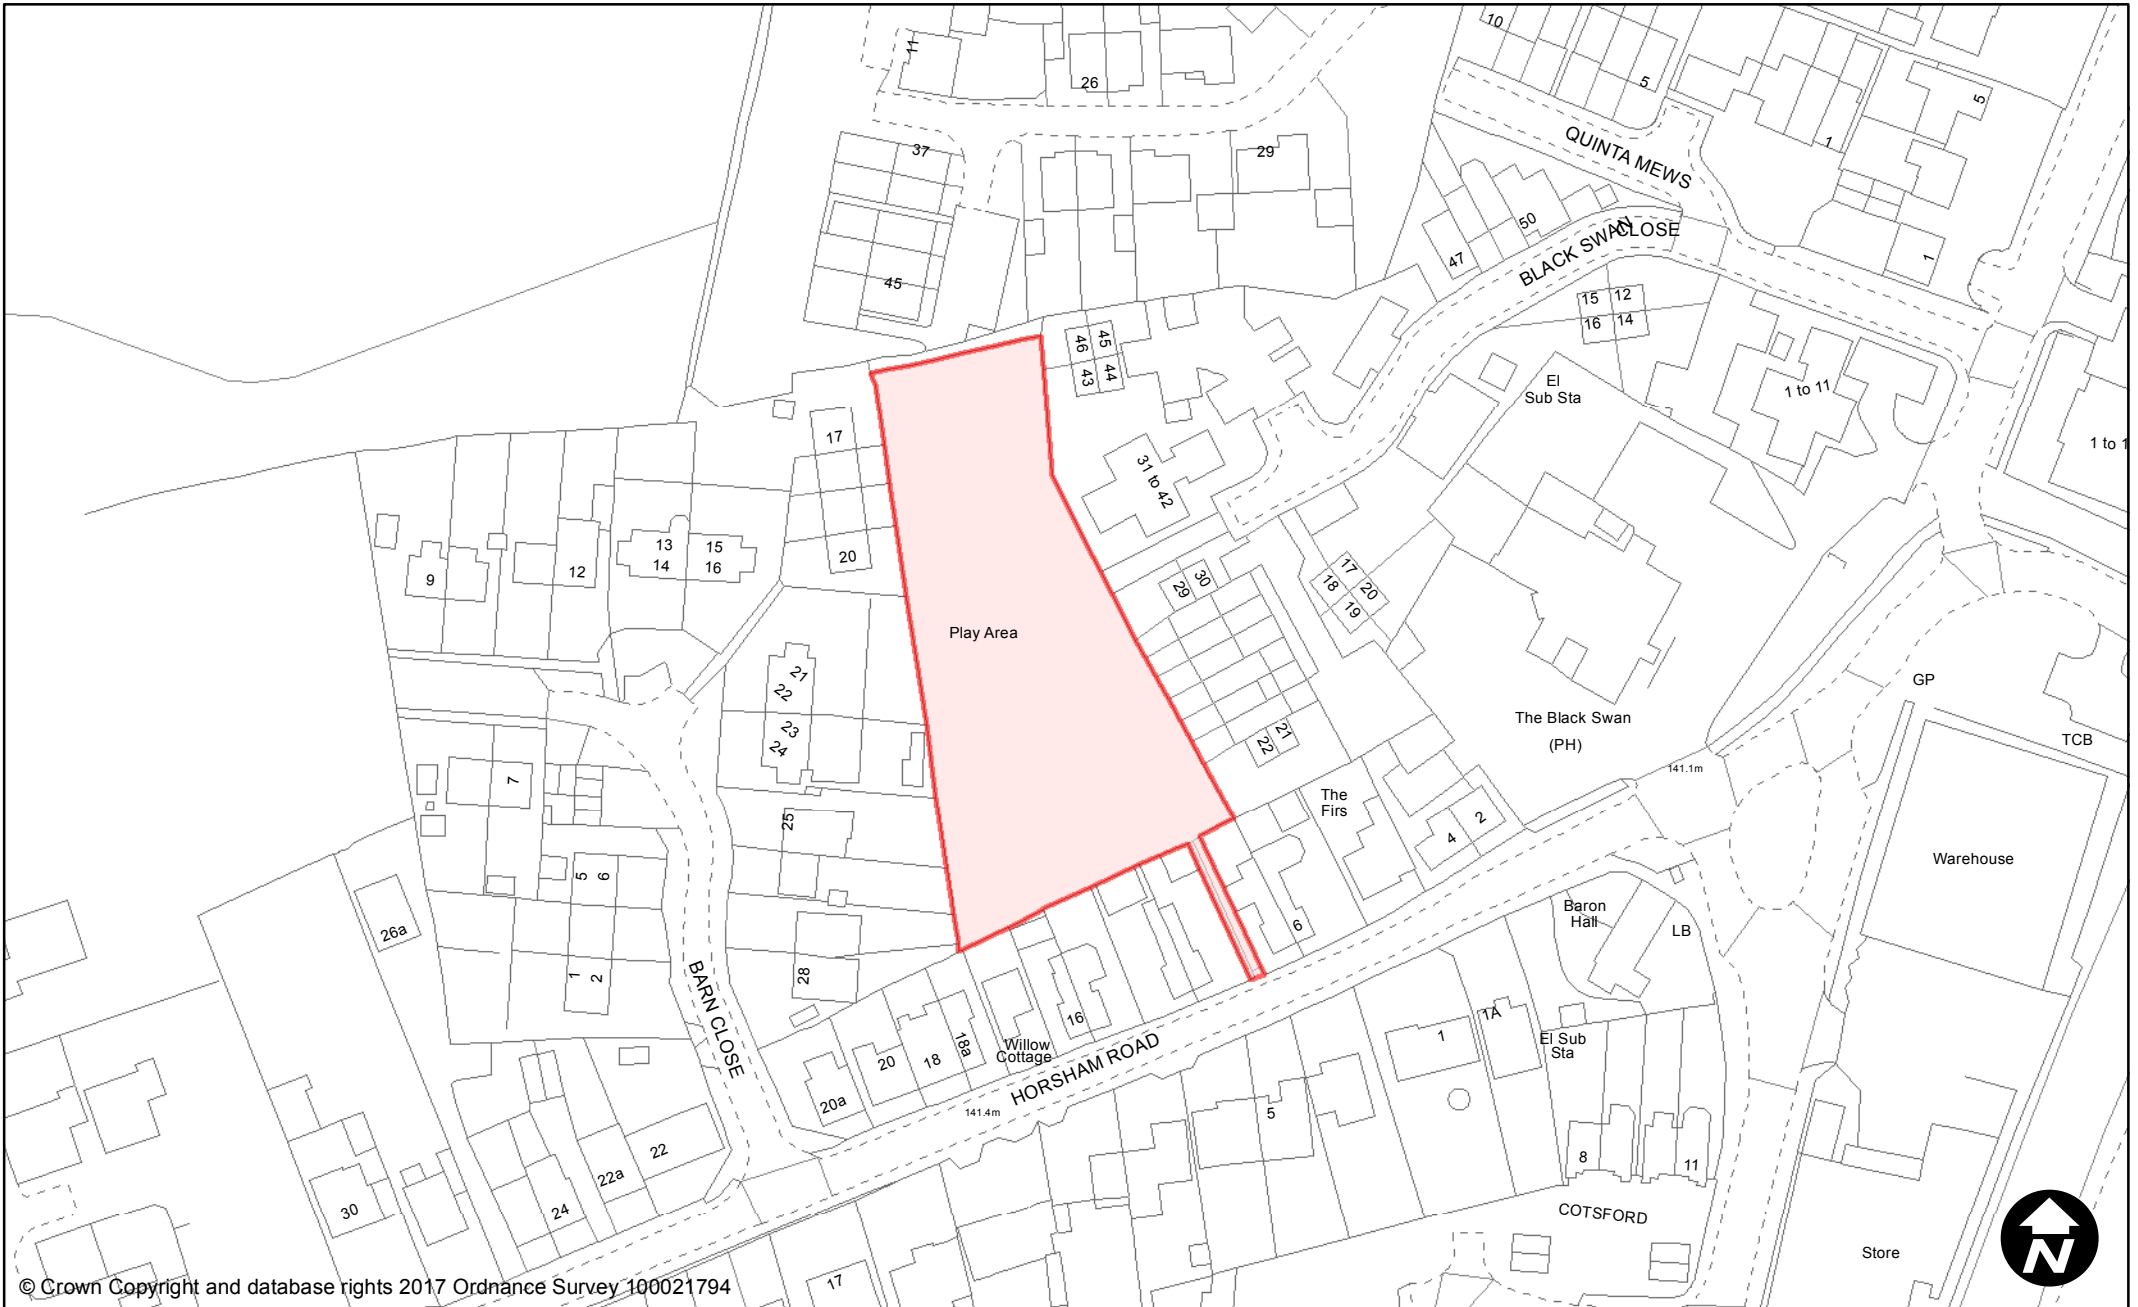 10
11
26
5
5
QUINTA MEWS
1
37
29
50
BLACK SWAN
CLOSE
47
1
45
15 12
16 14
46 45
43 44
El
Sub Sta
1 to 11
17
31 to 42
1 to 1
13
14
15
16
20
9
12
29 30
17
18 20
19
Play Area
21
22
23
24
GP
The Black Swan
(PH)
TCB
22 21
141.1m
7
The
Firs
25
4 2
Warehouse
5 6
Baron
Hall
26a
6
LB
1 2
BARN CLOSE
28
16
1
1A
18a
Willow
Cottage
El Sub
Sta
20
18
HORSHAM ROAD
20a
141.4m
5
22
8
11
22a
30
24
COTSFORD
Store
N
17
© Crown Copyright and database rights 2017 Ordnance Survey 100021794